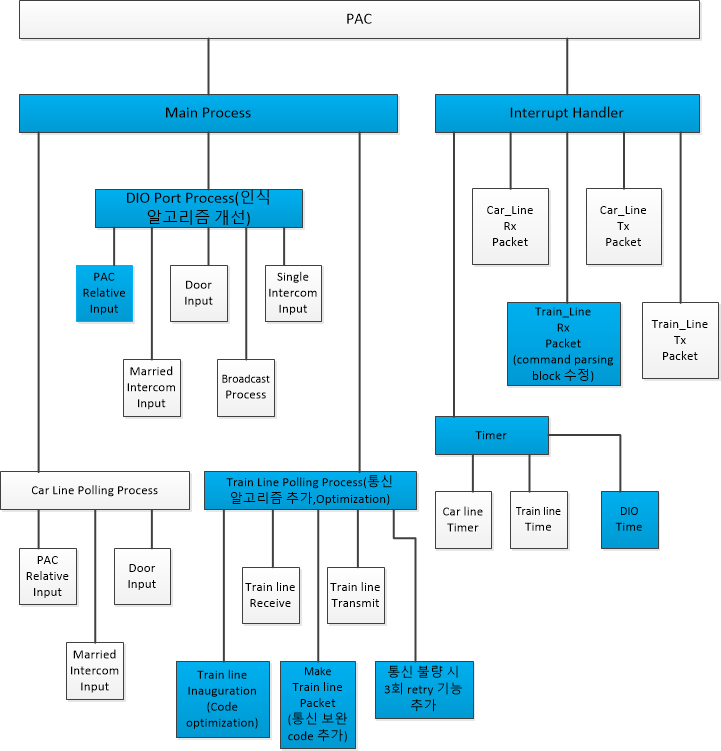 PAC
Main Process
Interrupt Handler
DIO Port Process(인식
알고리즘 개선)
PAC
Relative
Input
Married
Intercom
Input
Door
Input
Broadcast
Process
Single
Intercom
Input
Car_Line
Rx
Packet
Train_Line
Rx
Packet
(command parsing
block 수정)
Car_Line
Tx
Packet
Train_Line
Tx
Packet
Timer
Car line
Timer
Train line
Time
DIO
Time
Car Line Polling Process
PAC
Relative
Input
Married
Intercom
Input
Door
Input
Train Line Polling Process(통신
알고리즘 추가,Optimization)
Train line
Inauguration
(Code
optimization)
Train line
Receive
Make
Train line
Packet
(통신 보완
code 추가)
Train line
Transmit
통신 불량 시
3회 retry 기능
추가